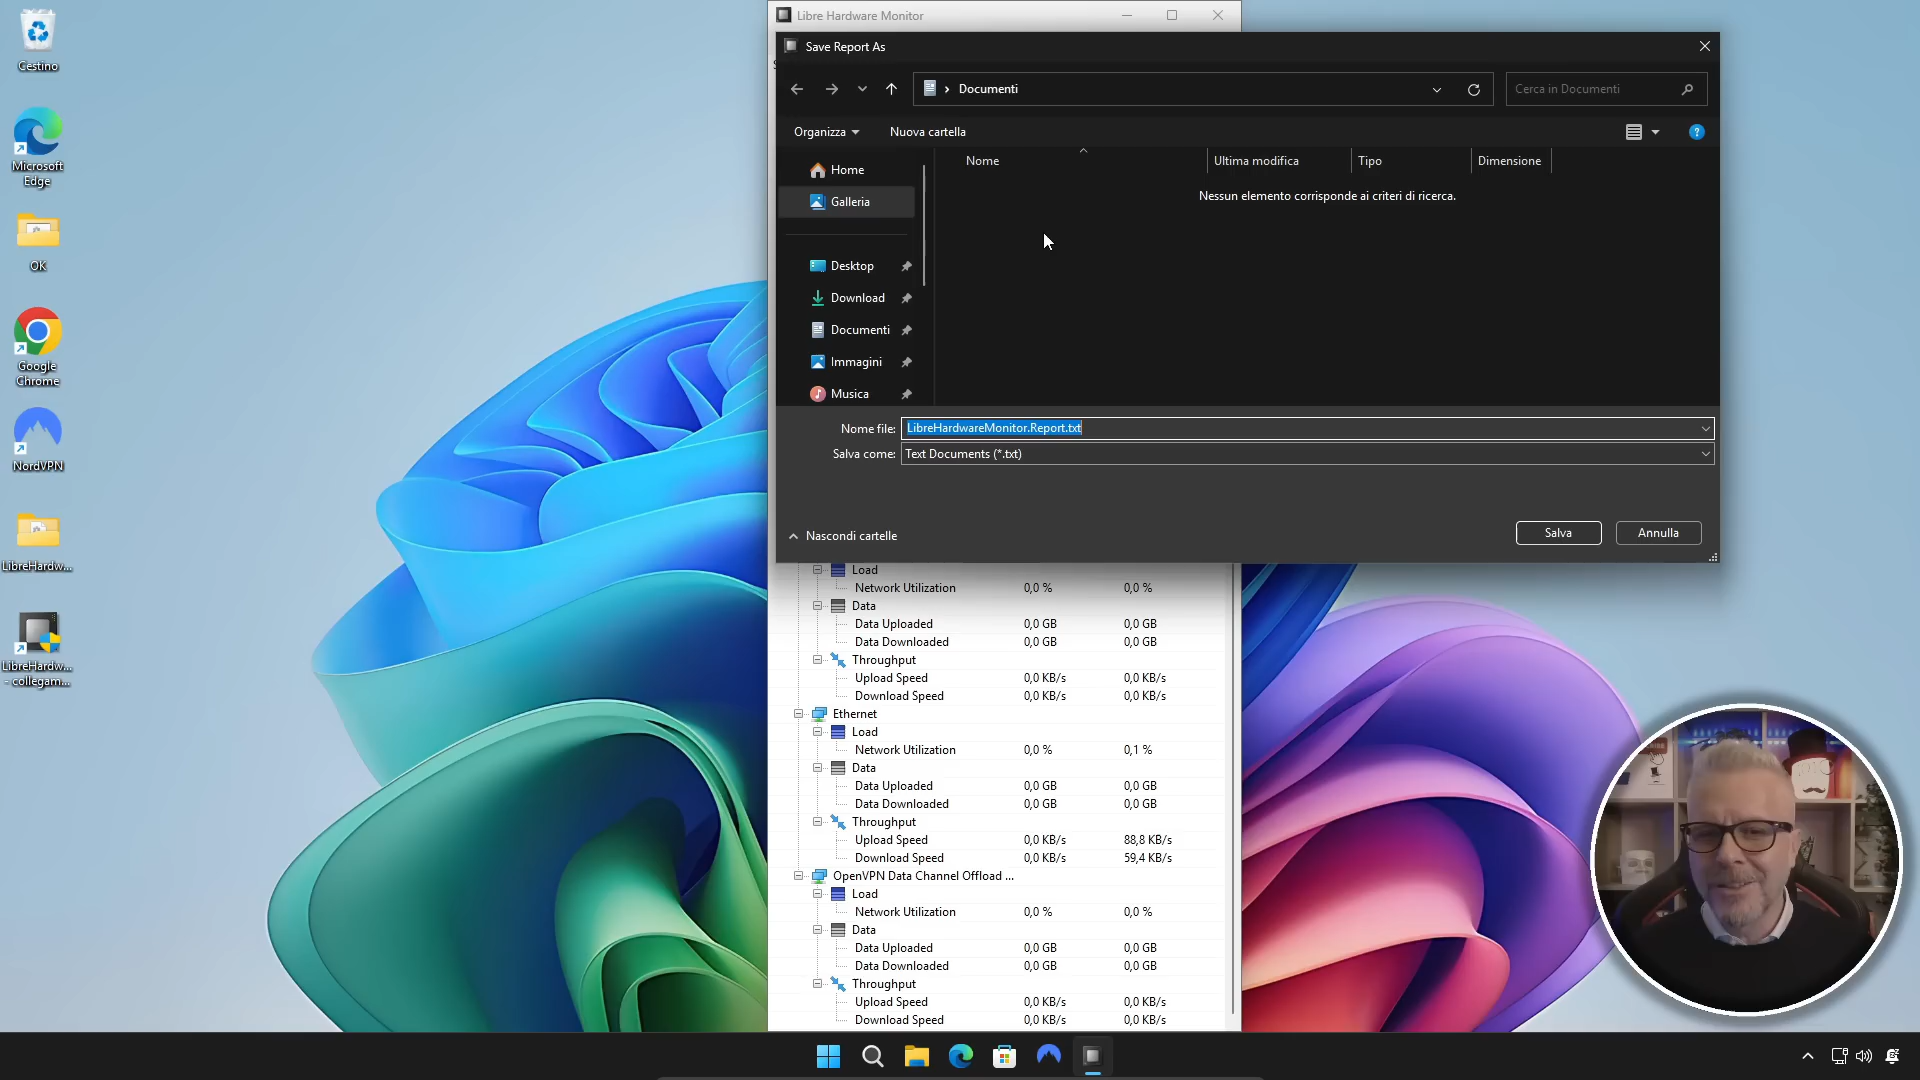 Cestino
Microsoft
Edge
OK
Google
Chrome
NordVPN
LibreHardw...
LibreHardw...
- collegam...
Libre Hardware Monitor
Save Report As
Documenti
Cerca in Documenti
Organizza
Nuova cartella
Home
Galleria
Desktop
Download
Documenti
Immagini
Musica
Nome
Ultima modifica
Tipo
Dimensione
Nessun elemento corrisponde ai criteri di ricerca.
Nome file:
LibreHardwareMonitor.Report.txt
Salva come:
Text Documents (*.txt)
Nascondi cartelle
Salva
Annulla
Load
Network Utilization 0,0 % 0,0 %
Data
Data Uploaded 0,0 GB 0,0 GB
Data Downloaded 0,0 GB 0,0 GB
Throughput
Upload Speed 0,0 KB/s 0,0 KB/s
Download Speed 0,0 KB/s 0,0 KB/s
Ethernet
Load
Network Utilization 0,0 % 0,1 %
Data
Data Uploaded 0,0 GB 0,0 GB
Data Downloaded 0,0 GB 0,0 GB
Throughput
Upload Speed 0,0 KB/s 88,8 KB/s
Download Speed 0,0 KB/s 59,4 KB/s
OpenVPN Data Channel Offload ...
Load
Network Utilization 0,0 % 0,0 %
Data
Data Uploaded 0,0 GB 0,0 GB
Data Downloaded 0,0 GB 0,0 GB
Throughput
Upload Speed 0,0 KB/s 0,0 KB/s
Download Speed 0,0 KB/s 0,0 KB/s